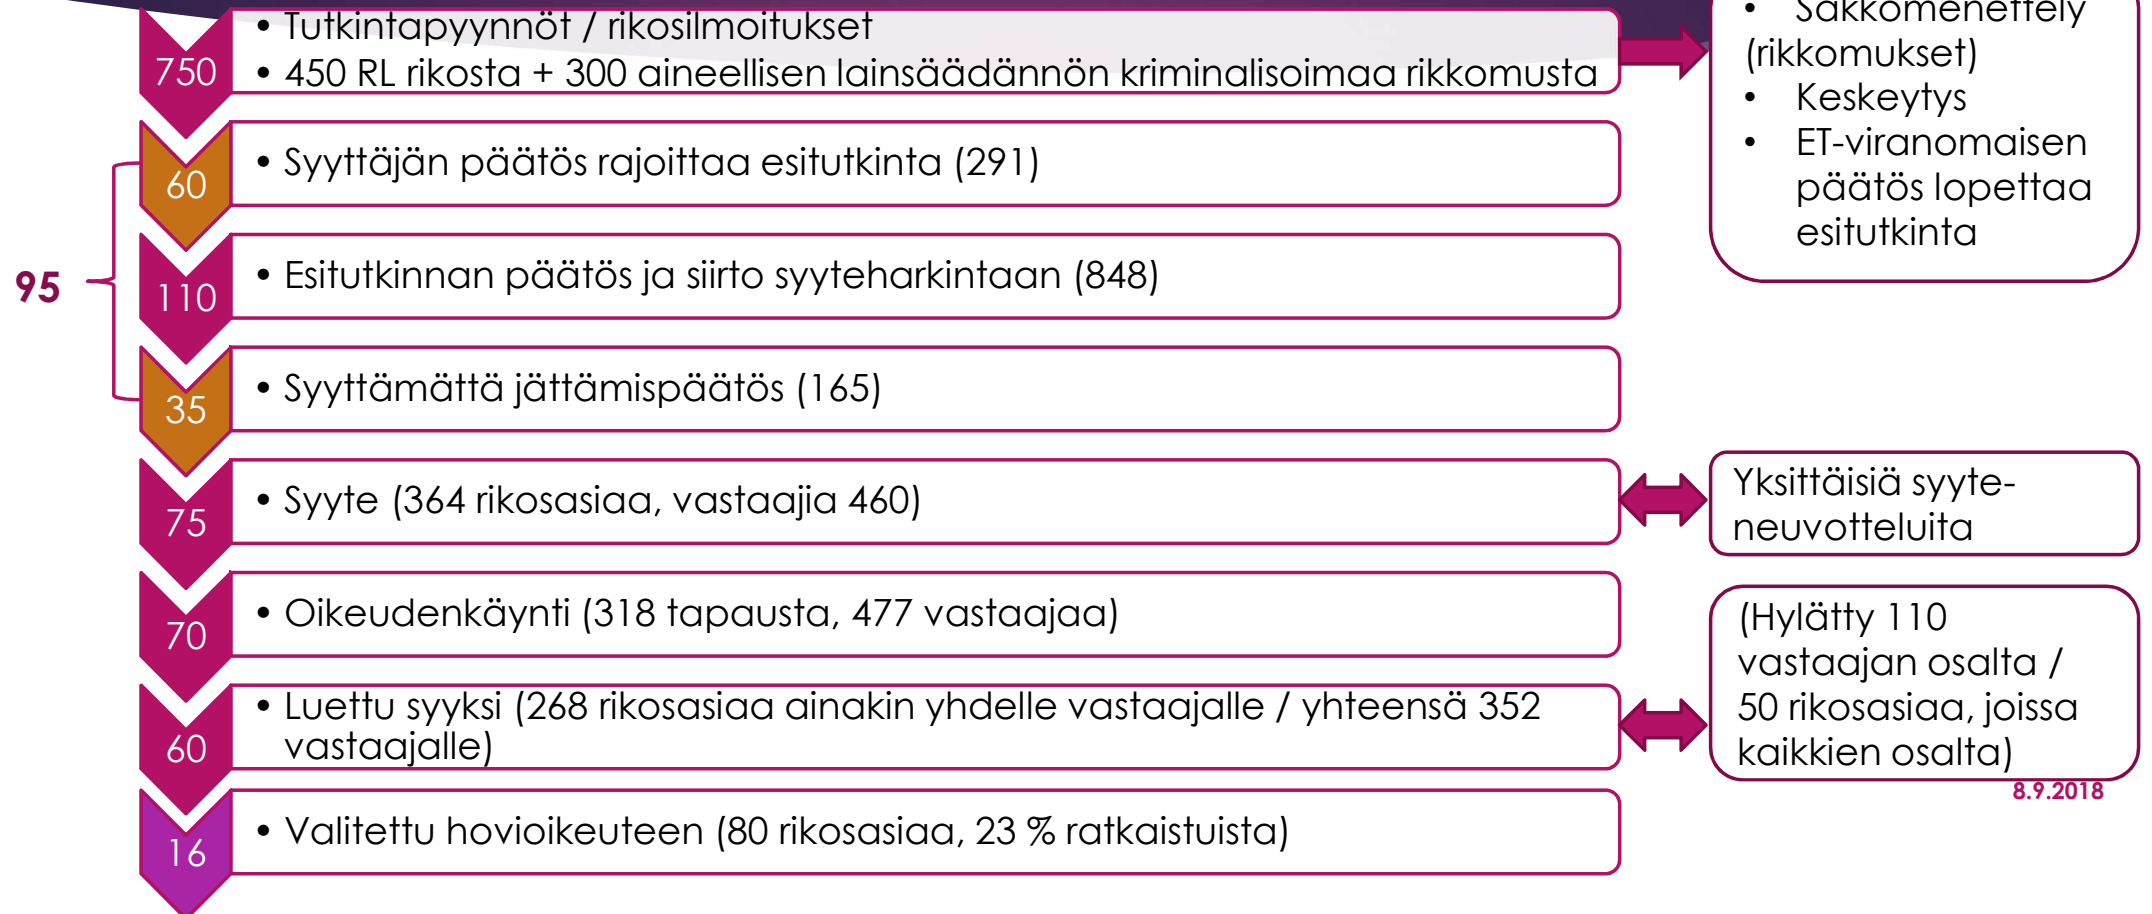 750
• Tutkintapyynnöt / rikosilmoitukset
• 450 RL rikosta + 300 aineellisen lainsäädännön kriminalisoimaa rikkomusta
• Sakkomenettely
(rikkomukset)
• Keskeytys
• ET-viranomaisen
päätös lopettaa
esitutkinta
60
• Syyttäjän päätös rajoittaa esitutkinta (291)
95
110
• Esitutkinnan päätös ja siirto syyteharkintaan (848)
35
• Syyttämättä jättämispäätös (165)
75
• Syyte (364 rikosasiaa, vastaajia 460)
Yksittäisiä syyte-
neuvotteluita
70
• Oikeudenkäynti (318 tapausta, 477 vastaajaa)
60
• Luettu syyksi (268 rikosasiaa ainakin yhdelle vastaajalle / yhteensä 352
vastaajalle)
(Hylätty 110
vastaajan osalta /
50 rikosasiaa, joissa
kaikkien osalta)
8.9.2018
16
• Valitettu hovioikeuteen (80 rikosasiaa, 23 % ratkaistuista)